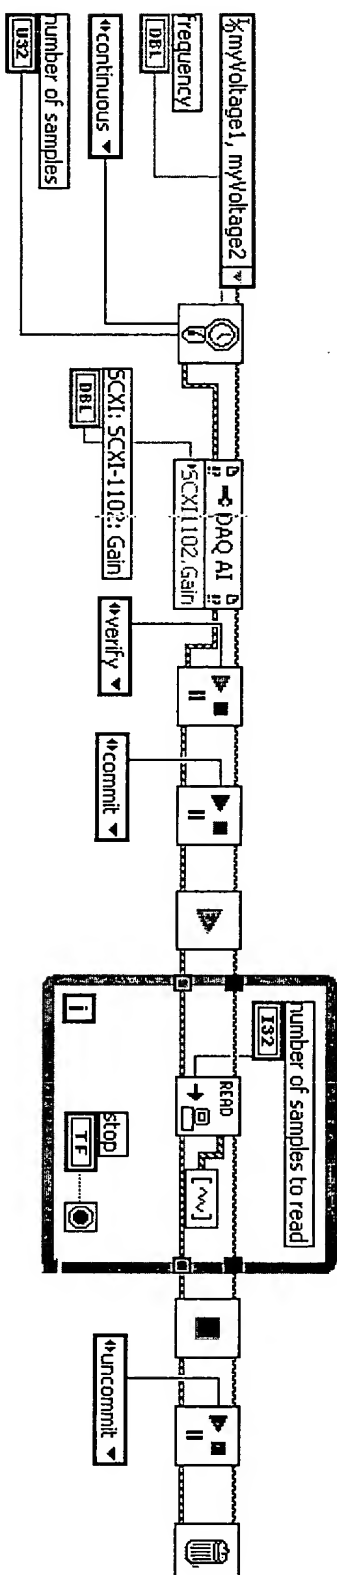 I/O myVoltage1, myVoltage2
frequency
DBL
continuous
number of samples
U32
DAQ AI
SCXI1102.Gain
SCXI: SCXI-1102: Gain
DBL
verify
commit
number of samples to read
I32
READ
i
stop
TF
uncommit